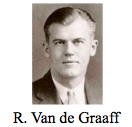 R. Van de Graaff